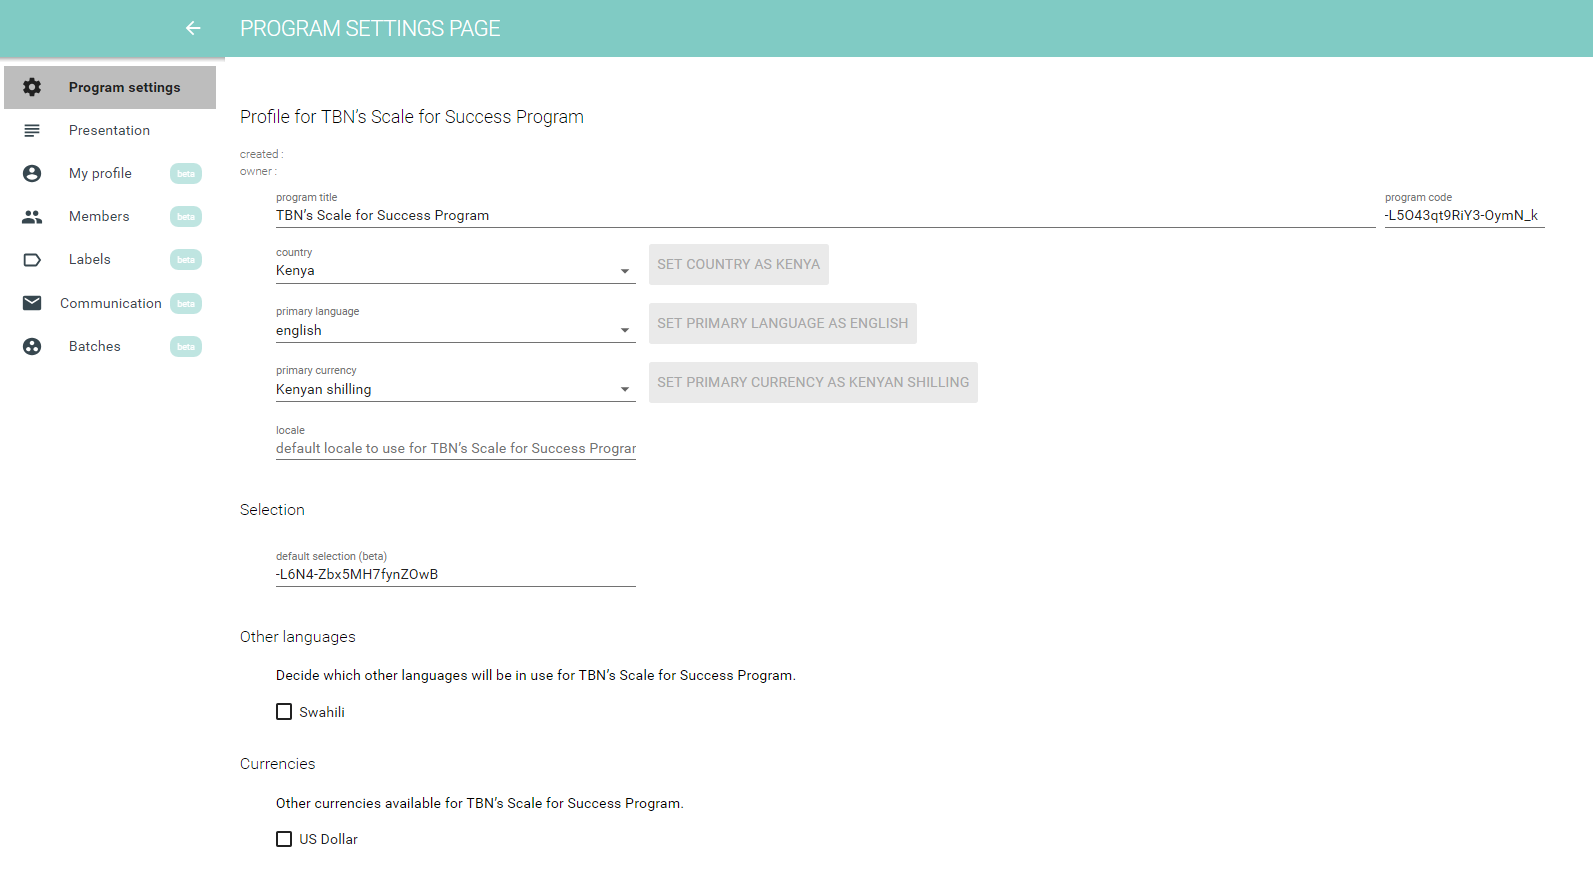 PROGRAM SETTINGS PAGE
Program settings
Presentation
My profile beta
Members beta
Labels beta
Communication beta
Batches beta
Profile for TBN’s Scale for Success Program
created :
owner :
program title
TBN’s Scale for Success Program
program code
-L5O43qt9RiY3-OymN_k
country
Kenya
SET COUNTRY AS KENYA
primary language
english
SET PRIMARY LANGUAGE AS ENGLISH
primary currency
Kenyan shilling
SET PRIMARY CURRENCY AS KENYAN SHILLING
locale
default locale to use for TBN’s Scale for Success Prograr
Selection
default selection (beta)
-L6N4-Zbx5MH7fynZOwB
Other languages
Decide which other languages will be in use for TBN’s Scale for Success Program.
Swahili
Currencies
Other currencies available for TBN’s Scale for Success Program.
US Dollar